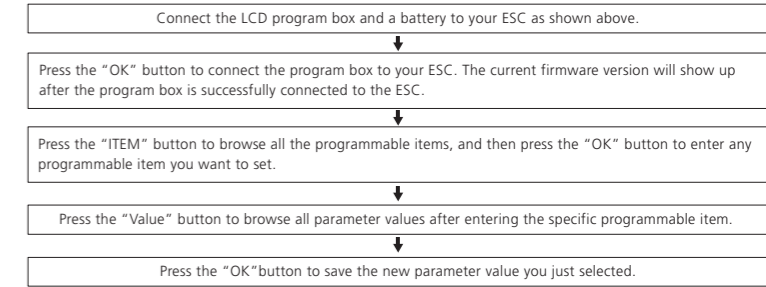 Connect the LCD program box and a battery to your ESC as shown above.
Press the “OK” button to connect the program box to your ESC. The current firmware version will show up
after the program box is successfully connected to the ESC.
Press the “ITEM” button to browse all the programmable items, and then press the “OK” button to enter any
programmable item you want to set.
Press the “Value” button to browse all parameter values after entering the specific programmable item.
Press the “OK”button to save the new parameter value you just selected.